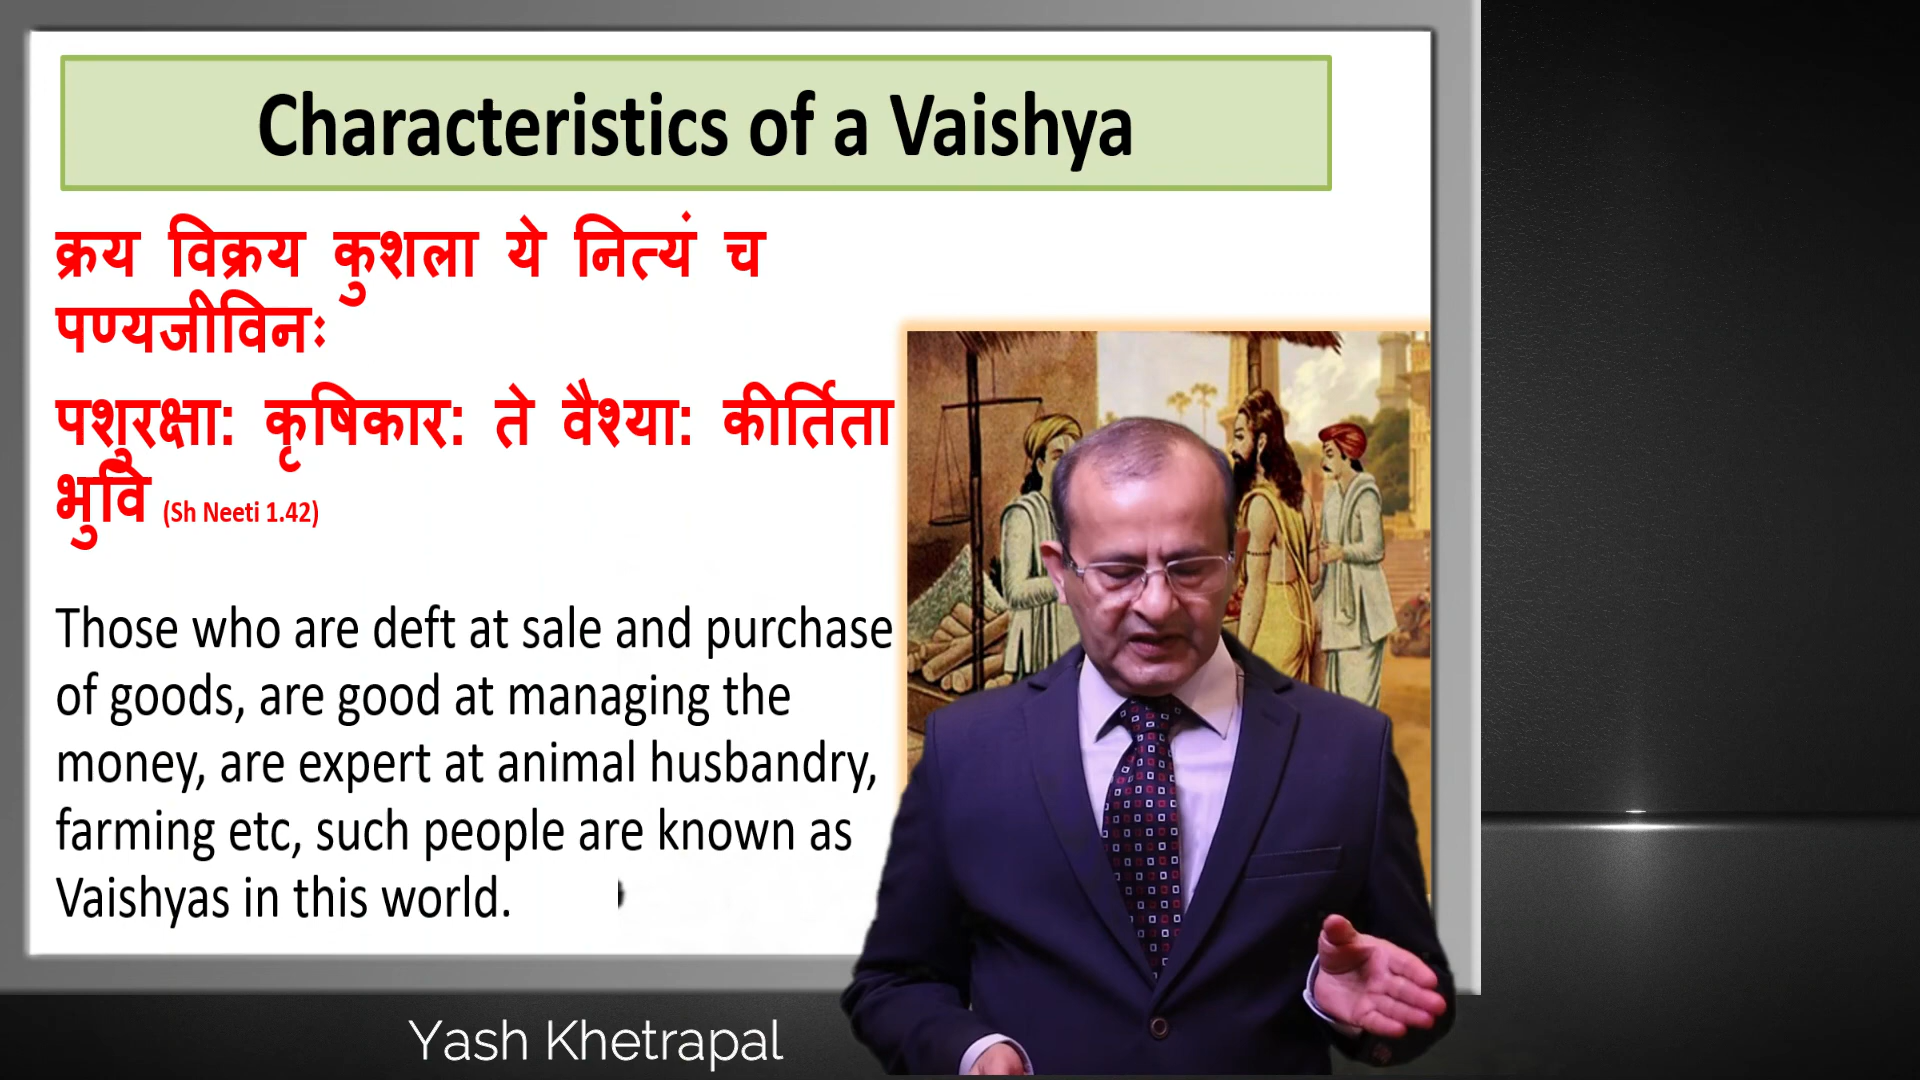 Characteristics of a Vaishya
क्रय विक्रय कुशला ये नित्यं च
पण्यजीविनः
पशुरक्षा: कृषिकार: ते वैश्या: कीर्तिता
भुवि (Sh Neeti 1.42)
Those who are deft at sale and purchase
of goods, are good at managing the
money, are expert at animal husbandry,
farming etc, such people are known as
Vaishyas in this world.
Yash Khetrapal